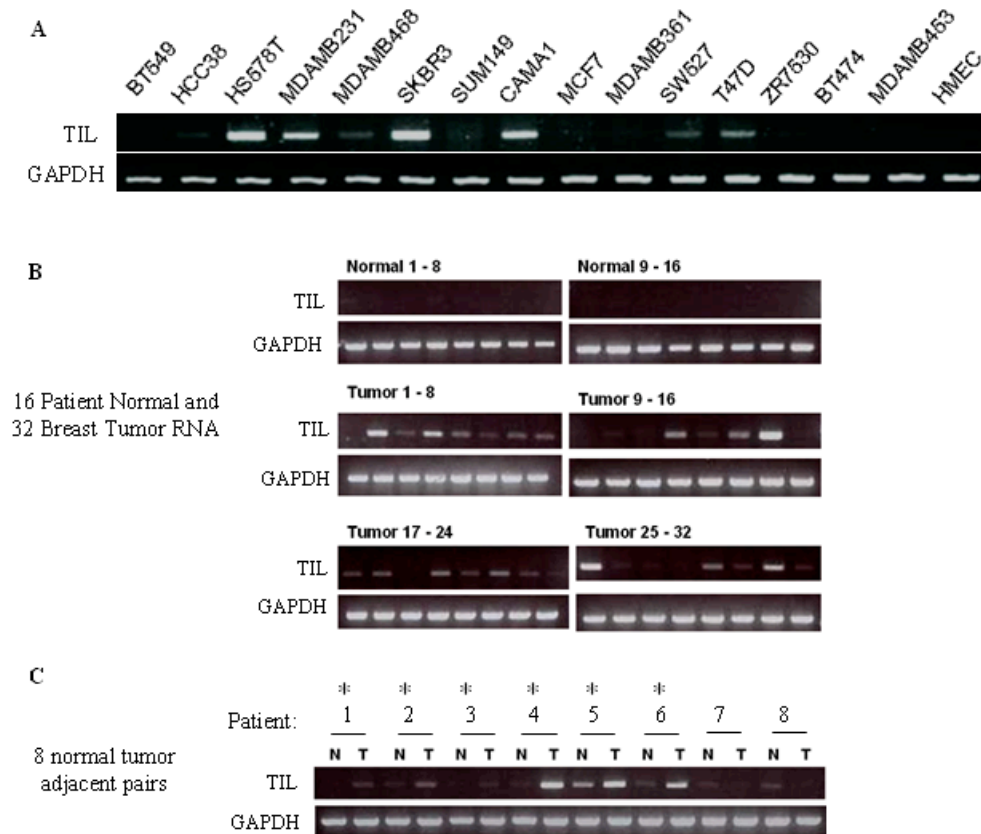 A
BT549 HCC38 HS578T MDAMB231 MDAMB468 SKBR3 SUM149 CAMA1 MCF7 MDAMB361 SW527 T47D ZR7530 BT474 MDAMB453 HMEC
TIL
GAPDH
B
Normal 1 - 8 Normal 9 - 16
TIL
GAPDH
16 Patient Normal and
32 Breast Tumor RNA
Tumor 1 - 8 Tumor 9 - 16
TIL
GAPDH
Tumor 17 - 24 Tumor 25 - 32
TIL
GAPDH
C
* * * * * *
Patient: 1 2 3 4 5 6 7 8
8 normal tumor
adjacent pairs
N T N T N T N T N T N T N T N T
TIL
GAPDH